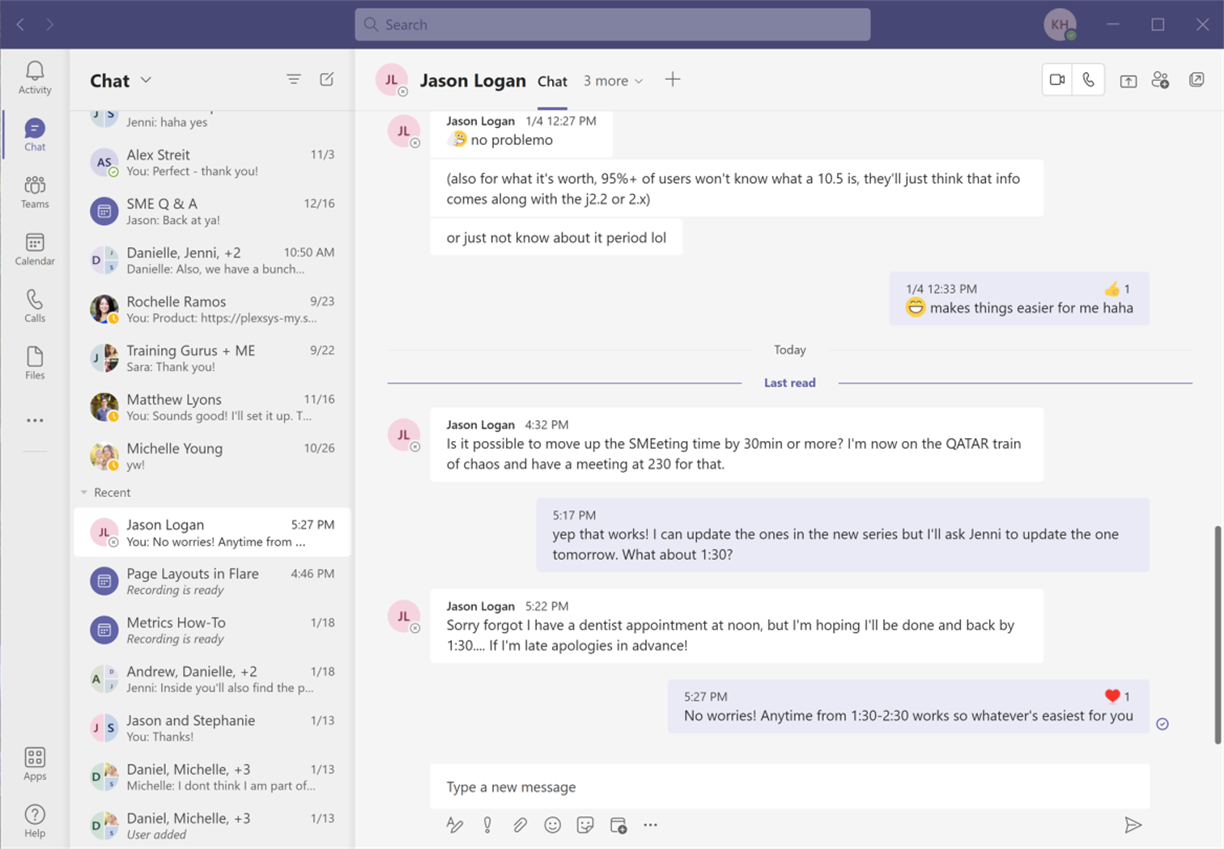 Search
KH
Activity
Chat
Teams
Calendar
Calls
Files
Apps
Help
Chat
J S
Jenni: haha yes
AS
Alex Streit 11/3
You: Perfect - thank you!
SME Q & A 12/16
Jason: Back at ya!
D J S
Danielle, Jenni, +2 10:50 AM
Danielle: Also, we have a bunch...
Rochelle Ramos 9/23
You: Product: https://plexsys-my.s...
J
Training Gurus + ME 9/22
Sara: Thank you!
Matthew Lyons 11/16
You: Sounds good! I'll set it up. T...
Michelle Young 10/26
yw!
Recent
JL
Jason Logan 5:27 PM
You: No worries! Anytime from ...
Page Layouts in Flare 4:46 PM
Recording is ready
Metrics How-To 1/18
Recording is ready
A D J
Andrew, Danielle, +2 1/18
Jenni: Inside you'll also find the p...
J S
Jason and Stephanie 1/13
You: Thanks!
D S
Daniel, Michelle, +3 1/13
Michelle: I dont think I am part of...
D S
Daniel, Michelle, +3 1/13
User added
JL Jason Logan Chat 3 more
JL
Jason Logan 1/4 12:27 PM
no problemo
(also for what it's worth, 95%+ of users won't know what a 10.5 is, they'll just think that info
comes along with the j2.2 or 2.x)
or just not know about it period lol
1/4 12:33 PM 1
makes things easier for me haha
Today
Last read
JL
Jason Logan 4:32 PM
Is it possible to move up the SMEeting time by 30min or more? I'm now on the QATAR train
of chaos and have a meeting at 230 for that.
5:17 PM
yep that works! I can update the ones in the new series but I'll ask Jenni to update the one
tomorrow. What about 1:30?
JL
Jason Logan 5:22 PM
Sorry forgot I have a dentist appointment at noon, but I'm hoping I'll be done and back by
1:30.... If I'm late apologies in advance!
5:27 PM 1
No worries! Anytime from 1:30-2:30 works so whatever's easiest for you
Type a new message